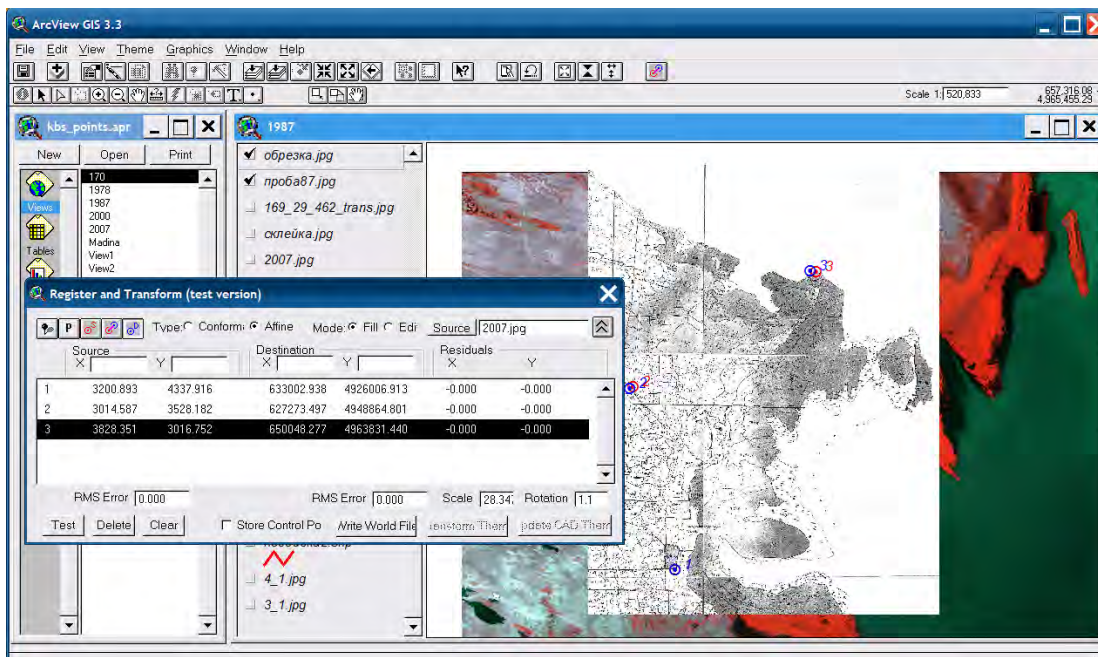 ArcView GIS 3.3
File Edit View Theme Graphics Window Help
Scale 1: 520,833
657,316.08
4,965,455.29
kbs_points.apr
New Open Print
Views
Tables
170
1978
1987
2000
2007
Madina
View1
View2
1987
обрезка.jpg
проба87.jpg
169_29_462_trans.jpg
склейка.jpg
2007.jpg
Register and Transform (test version)
P Type: Conform: Affine Mode: Fill Edi Source 2007.jpg
Source Destination Residuals
X Y X Y X Y
1 3200.893 4337.916 633002.938 4926006.913 -0.000 -0.000
2 3014.587 3528.182 627273.497 4948864.801 -0.000 -0.000
3 3828.351 3016.752 650048.277 4963831.440 -0.000 -0.000
RMS Error 0.000 RMS Error 0.000 Scale 28.34 Rotation 1.1
Test Delete Clear Store Control Po Write World File
4_1.jpg
3_1.jpg
33
2
1